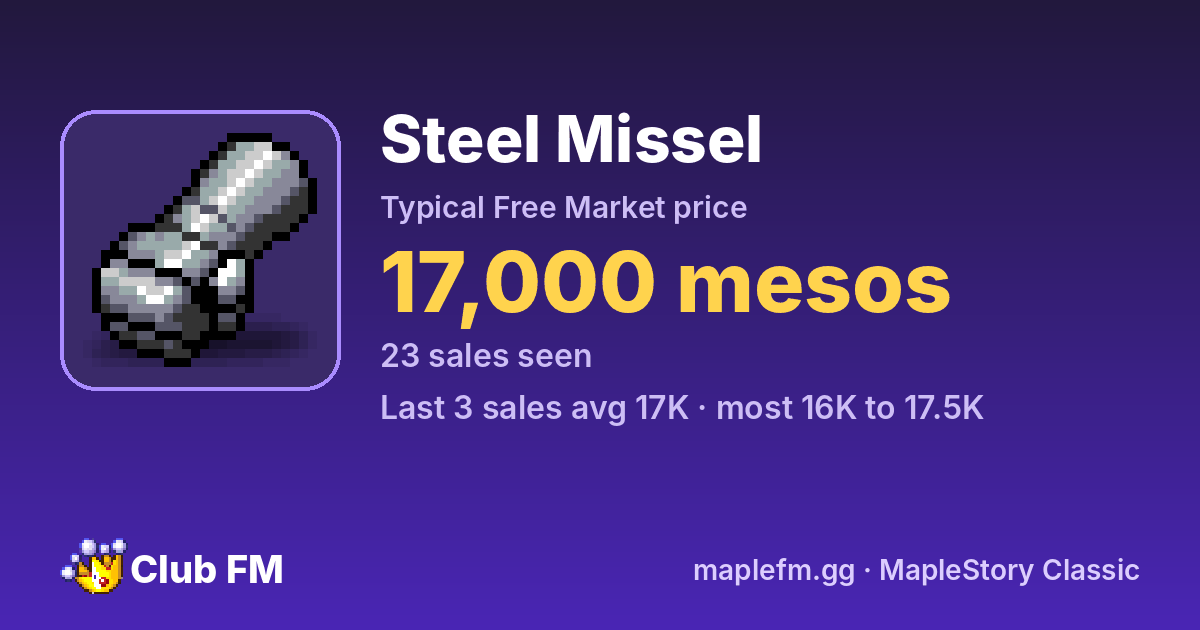 Steel Missel
Typical Free Market price
17,000 mesos
23 sales seen
Last 3 sales avg 17K · most 16K to 17.5K
Club FM
maplefm.gg · MapleStory Classic